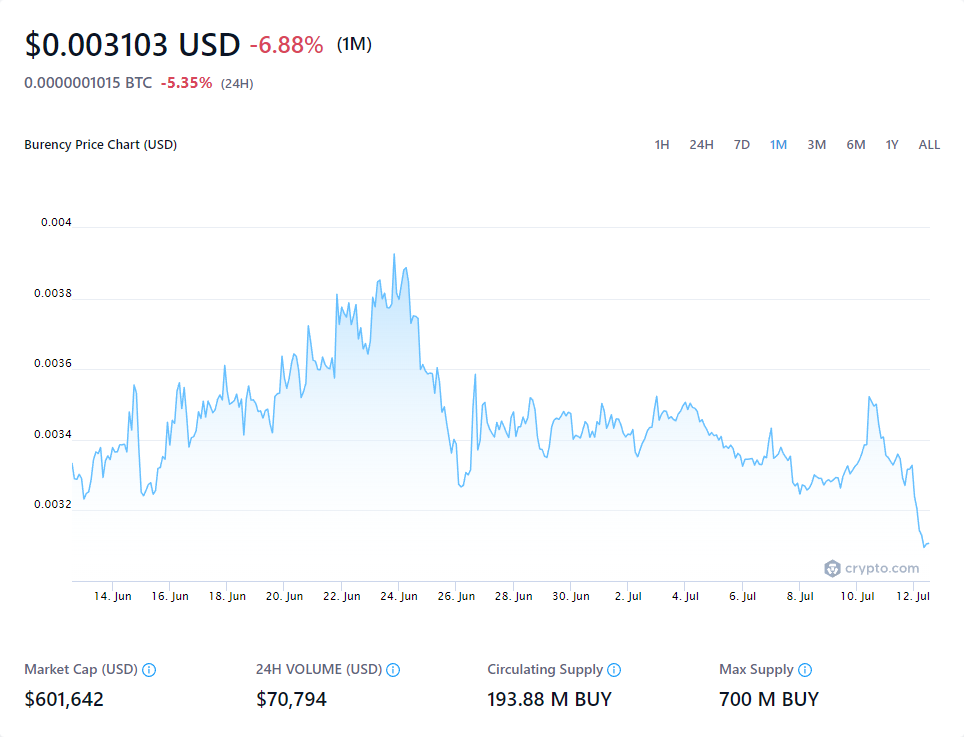 $0.003103 USD -6.88% (1M)
0.0000001015 BTC -5.35% (24H)
Burency Price Chart (USD) 1H 24H 7D 1M 3M 6M 1Y ALL
0.004
0.0038
0.0036
0.0034
0.0032
crypto.com
14. Jun 16. Jun 18. Jun 20. Jun 22. Jun 24. Jun 26. Jun 28. Jun 30. Jun 2. Jul 4. Jul 6. Jul 8. Jul 10. Jul 12. Jul
Market Cap (USD) 24H VOLUME (USD) Circulating Supply Max Supply
$601,642 $70,794 193.88 M BUY 700 M BUY